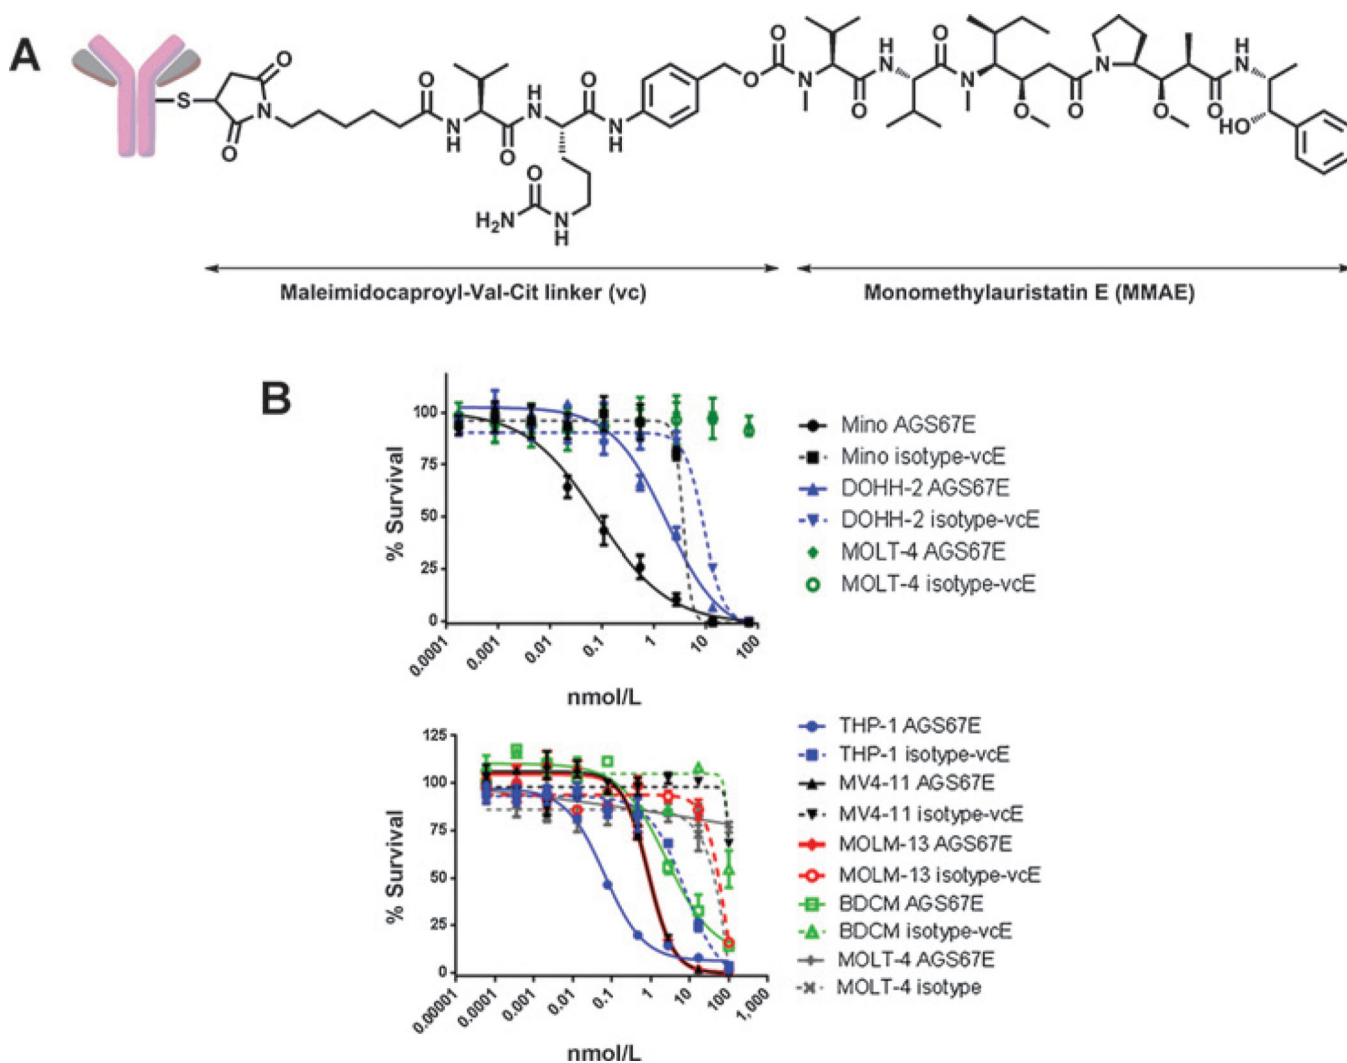 A
S
O
O
N
O
N
H
O
H
N
O
N
H
O
O
O
N
O
H
N
O
N
O
O
N
O
O
H
N
HO
H2N
O
N
H
Maleimidocaproyl-Val-Cit linker (vc)
Monomethylauristatin E (MMAE)
B
% Survival
100
75
50
25
0
0.0001
0.001
0.01
0.1
1
10
100
nmol/L
Mino AGS67E
Mino isotype-vcE
DOHH-2 AGS67E
DOHH-2 isotype-vcE
MOLT-4 AGS67E
MOLT-4 isotype-vcE
% Survival
125
100
75
50
25
0
0.00001
0.0001
0.001
0.01
0.1
1
10
100
1,000
nmol/L
THP-1 AGS67E
THP-1 isotype-vcE
MV4-11 AGS67E
MV4-11 isotype-vcE
MOLM-13 AGS67E
MOLM-13 isotype-vcE
BDCM AGS67E
BDCM isotype-vcE
MOLT-4 AGS67E
MOLT-4 isotype